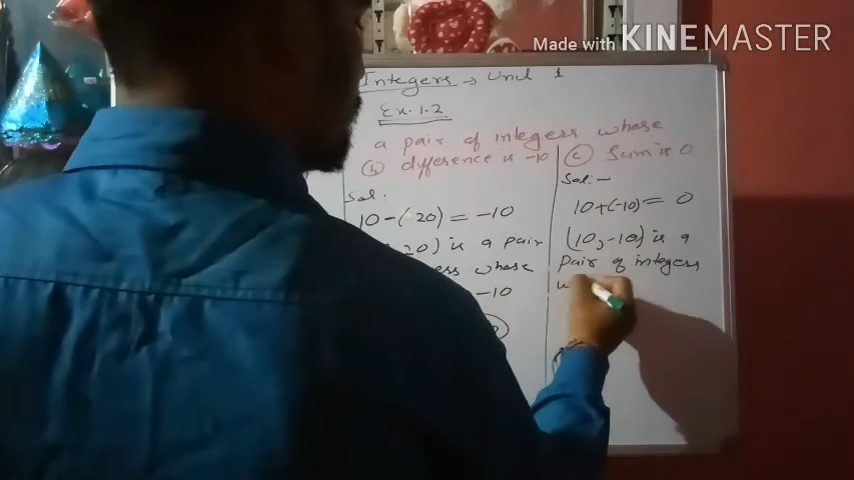 Made with KINEMASTER
Integers → Unit 1
Ex. 1.2
a pair of integers whose
(b) difference is -10
(c) Sum is 0
Sol:
10 - ( 20) = -10
20) is a pair
whose
-10
Sol:-
10 + (-10) = 0
(10, -10) is a
Pair of integers